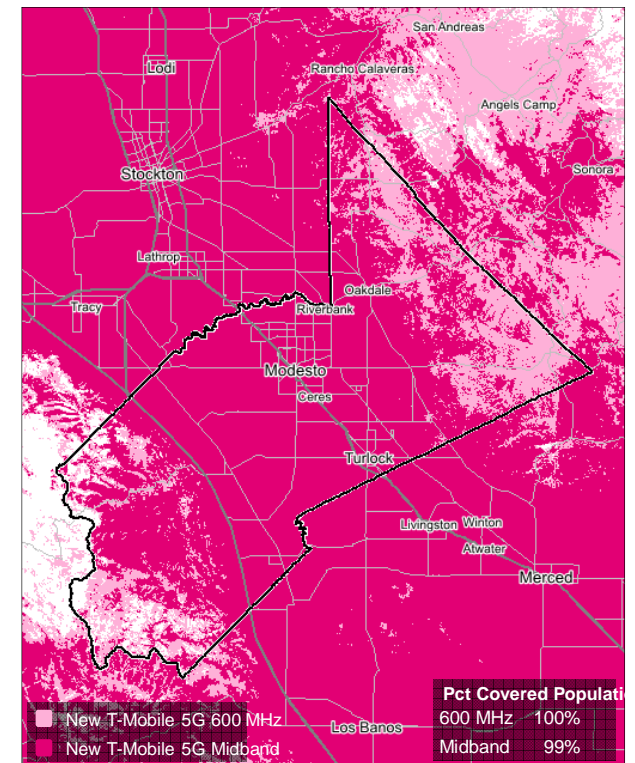 San Andreas
Lodi
Rancho Calaveras
Angels Camp
Stockton
Sonora
Lathrop
Oakdale
Tracy
Riverbank
Modesto
Ceres
Turlock
Livingston
Winton
Atwater
Merced
Los Banos
New T-Mobile 5G 600 MHz
New T-Mobile 5G Midband
Pct Covered Populati
600 MHz 100%
Midband 99%